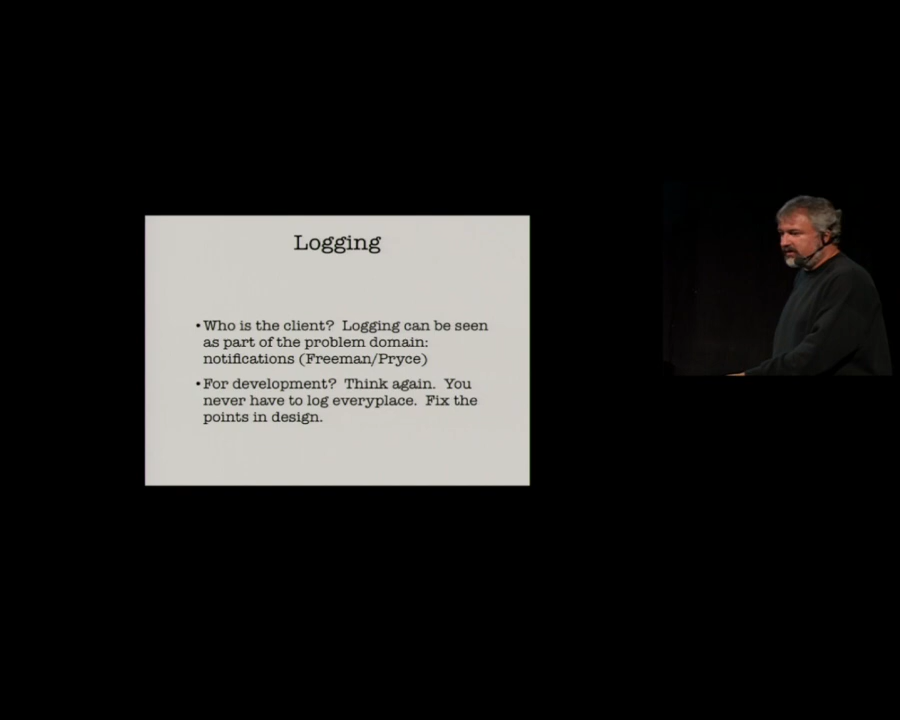 Logging
•Who is the client?  Logging can be seen
as part of the problem domain:
notifications (Freeman/Pryce)
•For development?  Think again.  You
never have to log everyplace.  Fix the
points in design.